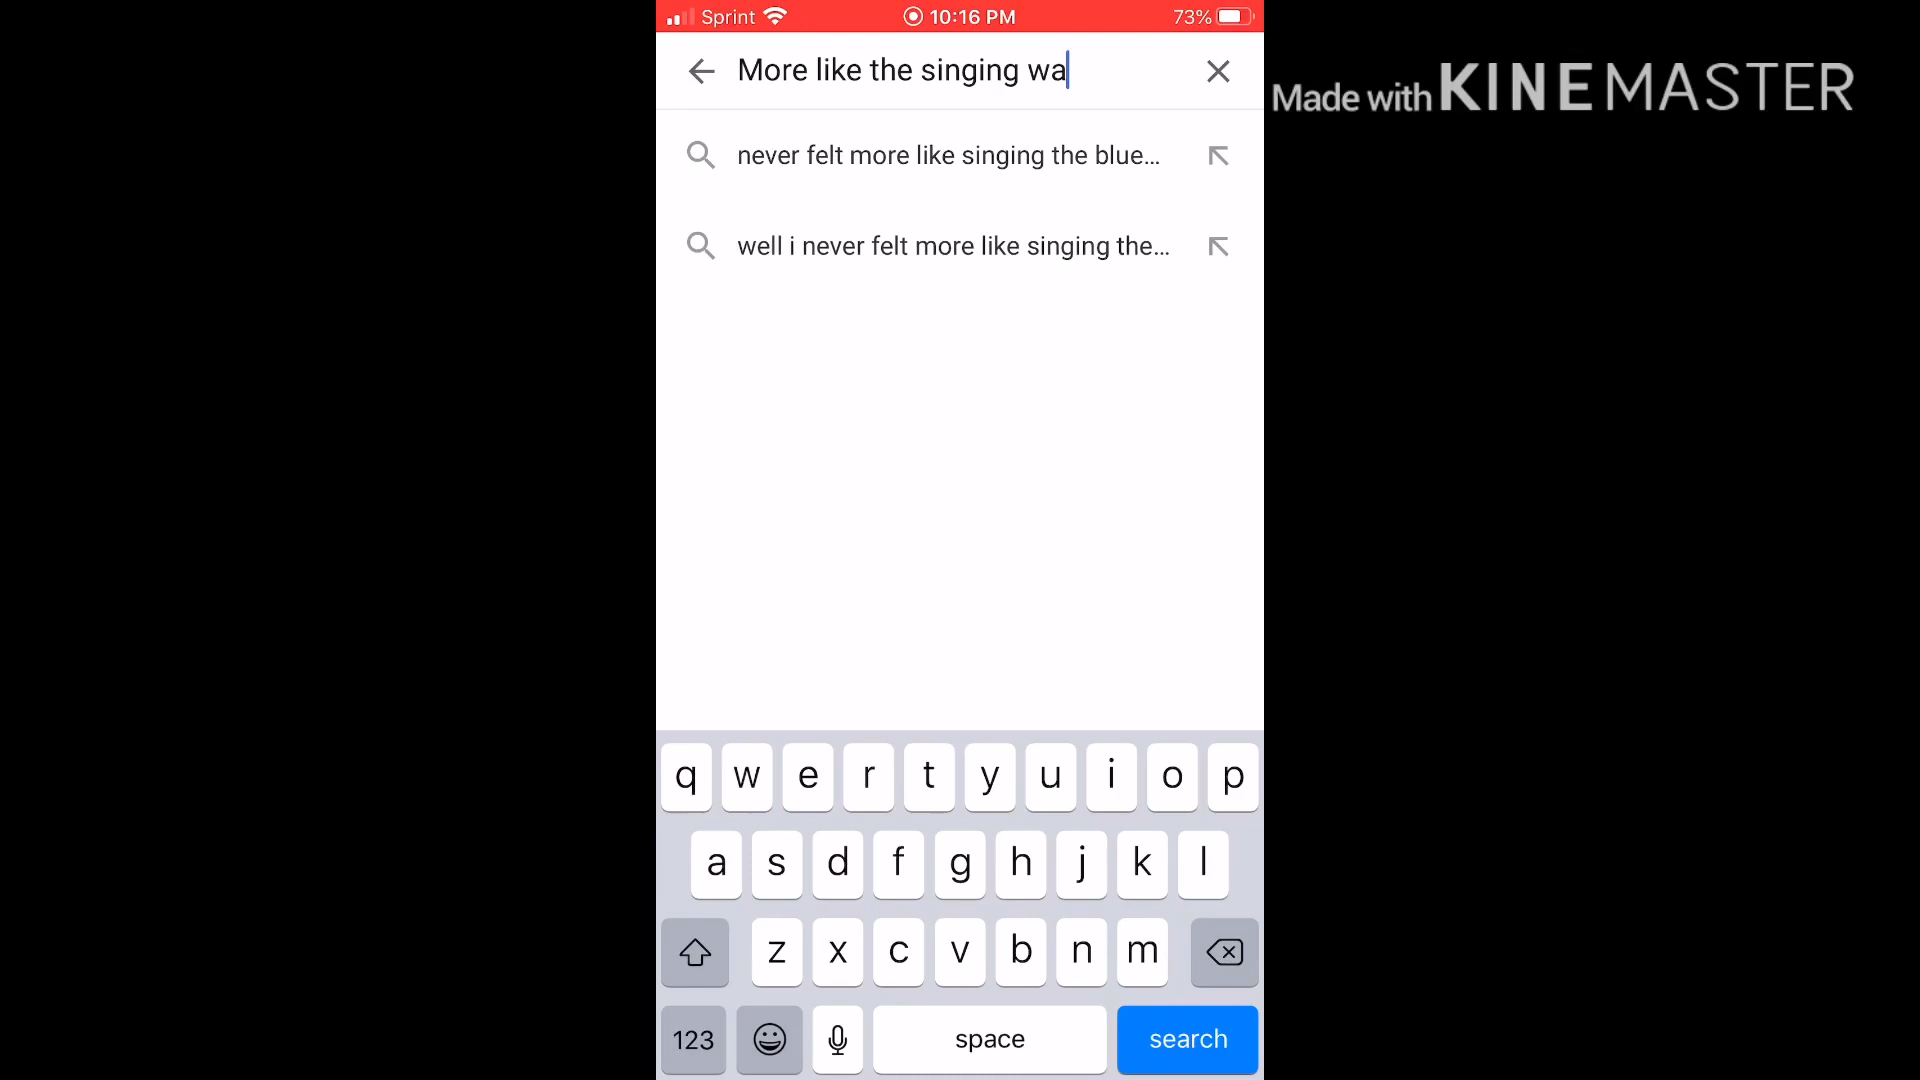 Sprint 10:16 PM 73%
More like the singing wa
Made with KINEMASTER
never felt more like singing the blue...
well i never felt more like singing the...
q w e r t y u i o p
a s d f g h j k l
z x c v b n m
123 space search